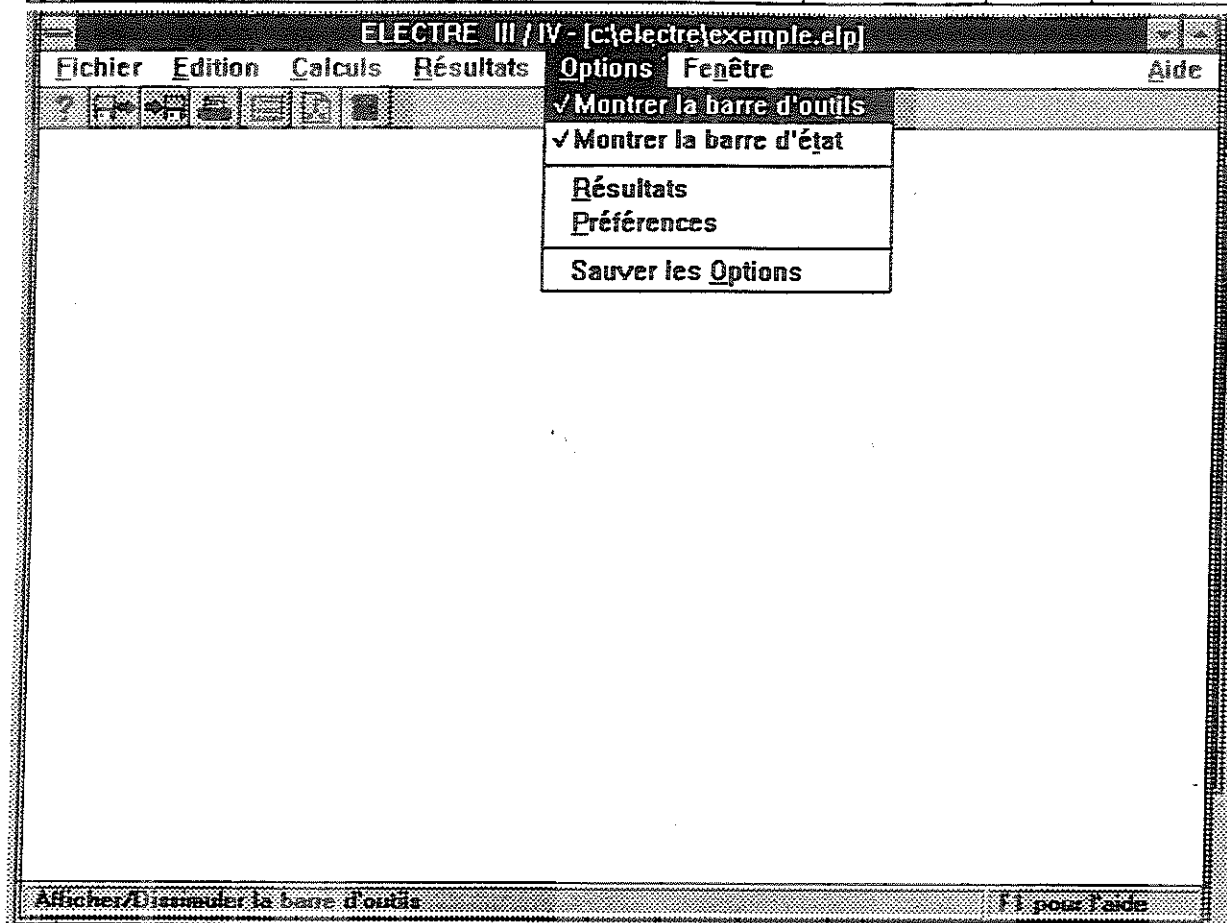 ELECTRE III / IV - [c:\electre\exemple.elp]
Fichier Edition Calculs Résultats Options Fenêtre Aide
?
✓Montrer la barre d'outils
✓Montrer la barre d'état
Résultats
Préférences
Sauver les Options
Afficher/Dissimuler la barre d'outils F1 pour l'aide